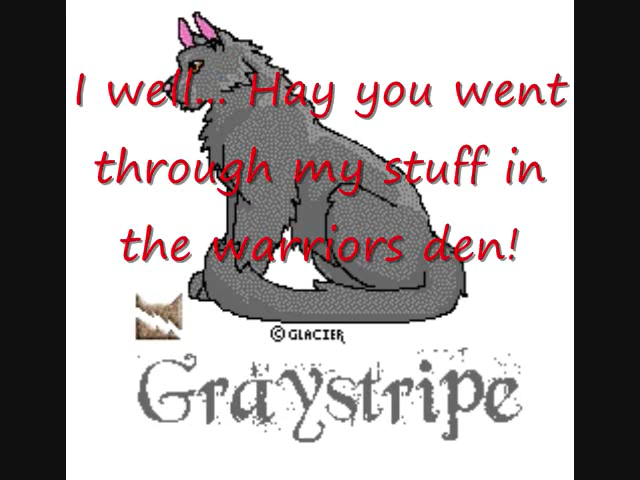 I well... Hay you went
through my stuff in
the warriors den!
© GLACIER
Graystripe